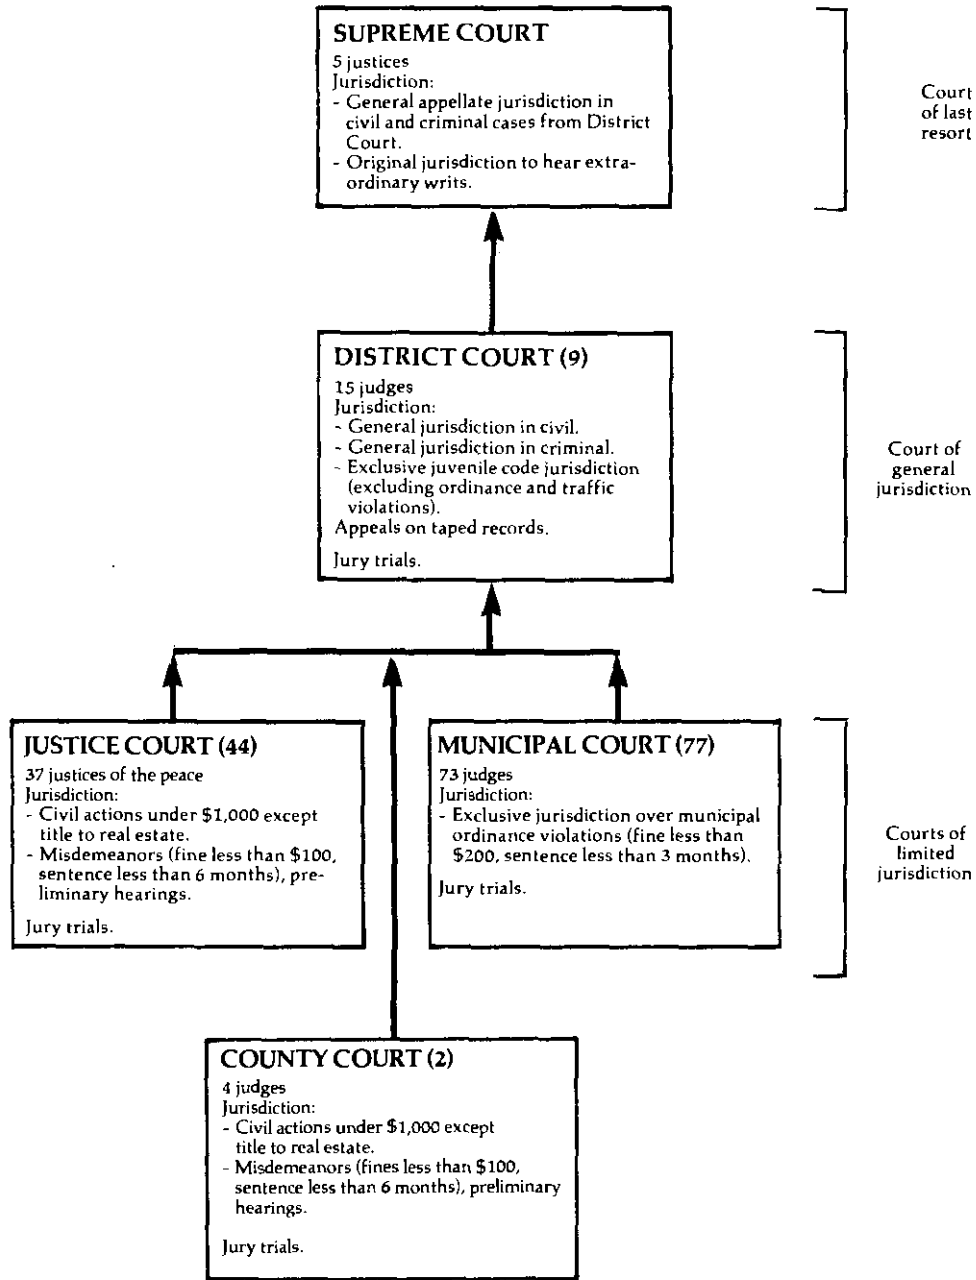 SUPREME COURT
5 justices
Jurisdiction:
- General appellate jurisdiction in
civil and criminal cases from District
Court.
- Original jurisdiction to hear extra-
ordinary writs.
Court
of last
resort
DISTRICT COURT (9)
15 judges
Jurisdiction:
- General jurisdiction in civil.
- General jurisdiction in criminal.
- Exclusive juvenile code jurisdiction
(excluding ordinance and traffic
violations).
Appeals on taped records.
Jury trials.
Court of
general
jurisdiction
JUSTICE COURT (44)
37 justices of the peace
Jurisdiction:
- Civil actions under $1,000 except
title to real estate.
- Misdemeanors (fine less than $100,
sentence less than 6 months), pre-
liminary hearings.
Jury trials.
MUNICIPAL COURT (77)
73 judges
Jurisdiction:
- Exclusive jurisdiction over municipal
ordinance violations (fine less than
$200, sentence less than 3 months).
Jury trials.
Courts of
limited
jurisdiction
COUNTY COURT (2)
4 judges
Jurisdiction:
- Civil actions under $1,000 except
title to real estate.
- Misdemeanors (fines less than $100,
sentence less than 6 months), preliminary
hearings.
Jury trials.